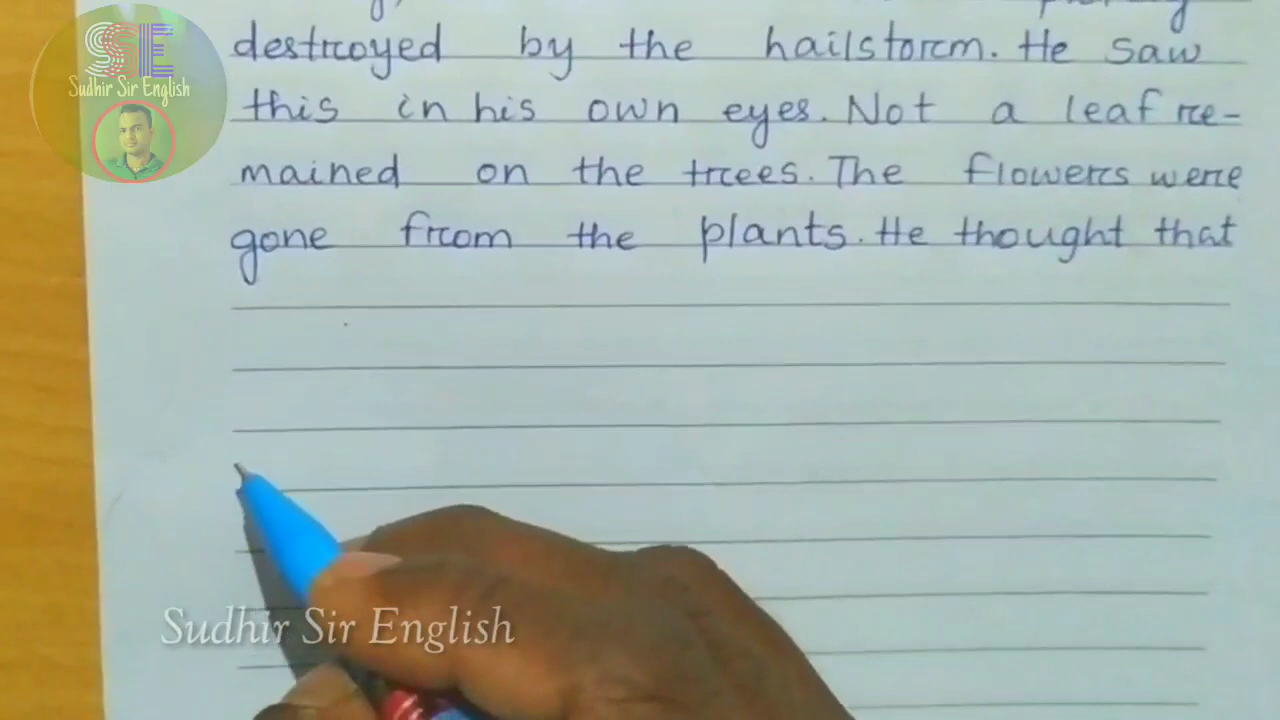 SE
Sudhir Sir English
destroyed by the hailstorm. He saw
this in his own eyes. Not a leaf re-
mained on the trees. The flowers were
gone from the plants. He thought that
Sudhir Sir English